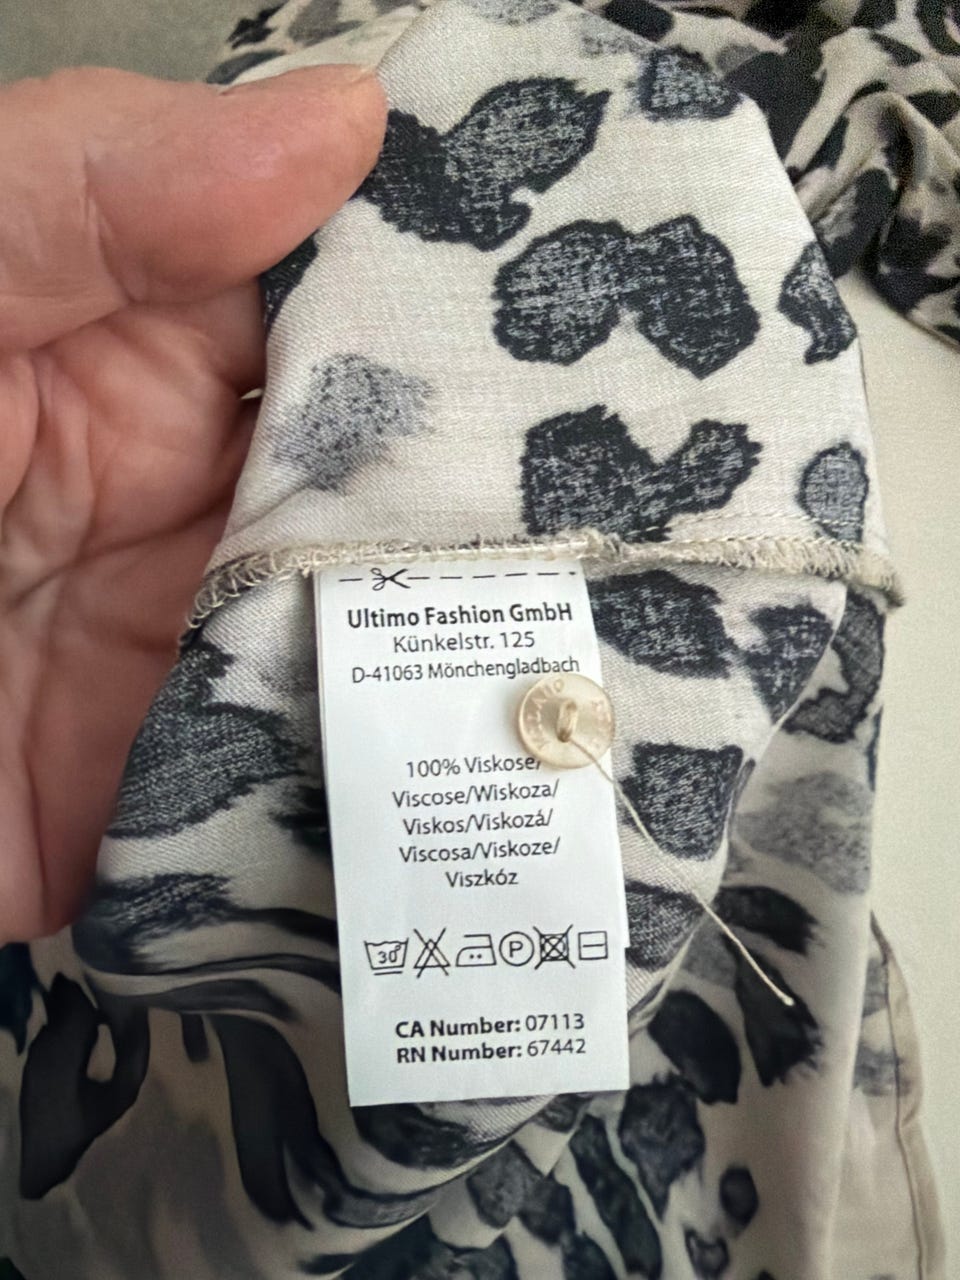 Ultimo Fashion GmbH
Künkelstr. 125
D-41063 Mönchengladbach
100% Viskose/
Viscose/Wiskoza/
Viskos/Viskozá/
Viscosa/Viskoze/
Viszkóz
30°
P
CA Number: 07113
RN Number: 67442